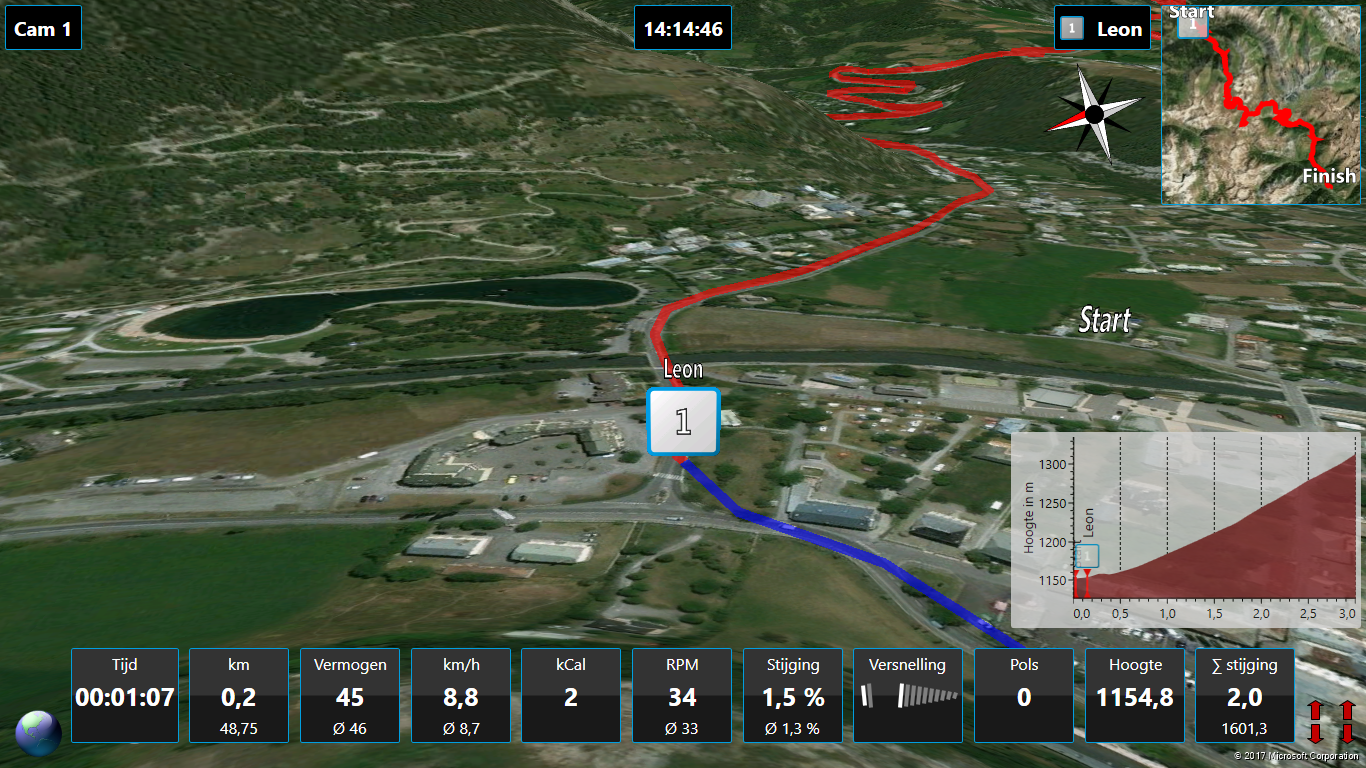 Cam 1
14:14:46
1 Leon
Start
1
Finish
Start
Leon
1
1300
1250
1200
1150
Hoogte in m
Leon
1
0,0 0,5 1,0 1,5 2,0 2,5 3,0
Tijd
00:01:07
km
0,2
48,75
Vermogen
45
Ø 46
km/h
8,8
Ø 8,7
kCal
2
RPM
34
Ø 33
Stijging
1,5 %
Ø 1,3 %
Versnelling
Pols
0
Hoogte
1154,8
∑ stijging
2,0
1601,3
© 2017 Microsoft Corporation